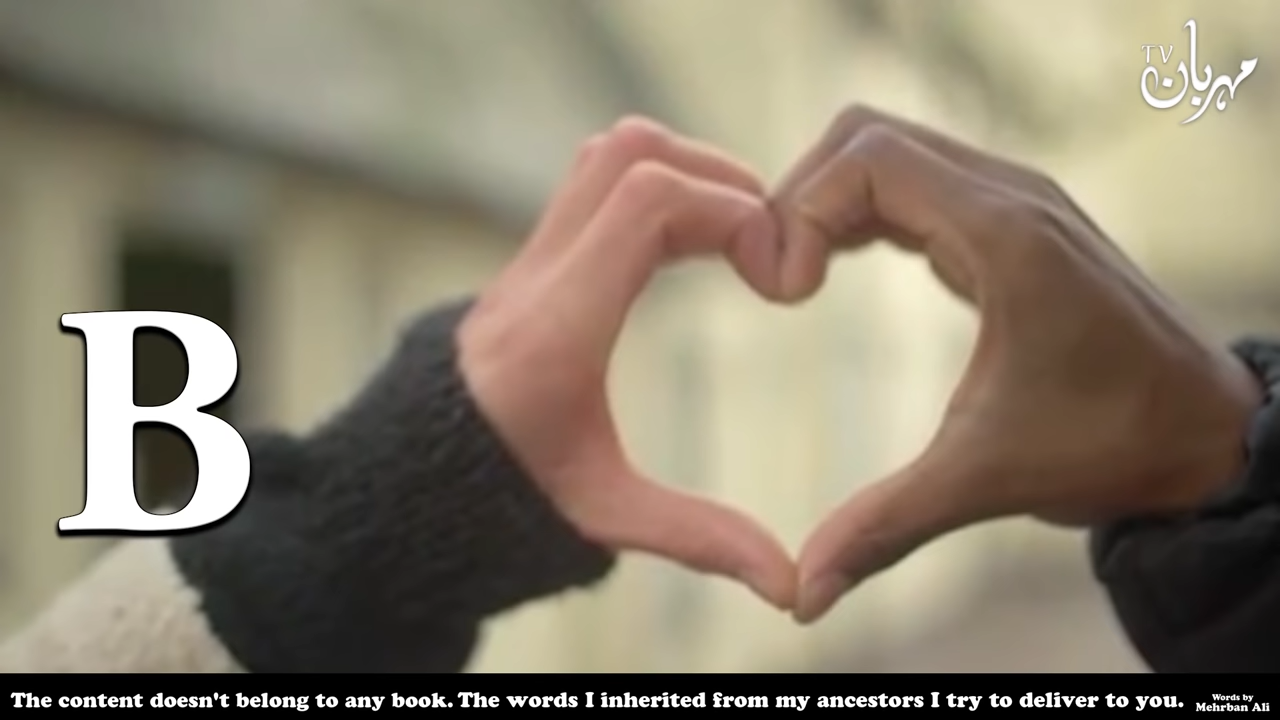 TV
مہربان
B
The content doesn't belong to any book. The words I inherited from my ancestors I try to deliver to you.
Words by
Mehrban Ali